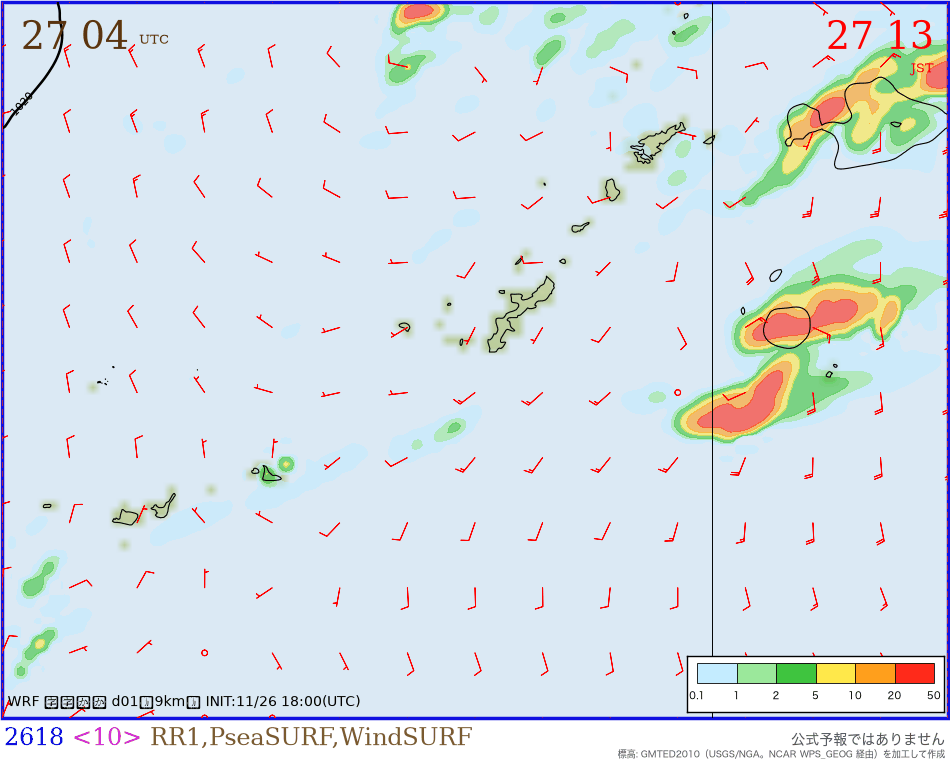 27 04 UTC
27 13
JST
1020
WRF d01 9km INIT:11/26 18:00(UTC)
0.1 1 2 5 10 20 50
2618 <10> RR1,PseaSURF,WindSURF
公式予報ではありません
標高: GMTED2010（USGS/NGA。NCAR WPS_GEOG 経由）を加工して作成